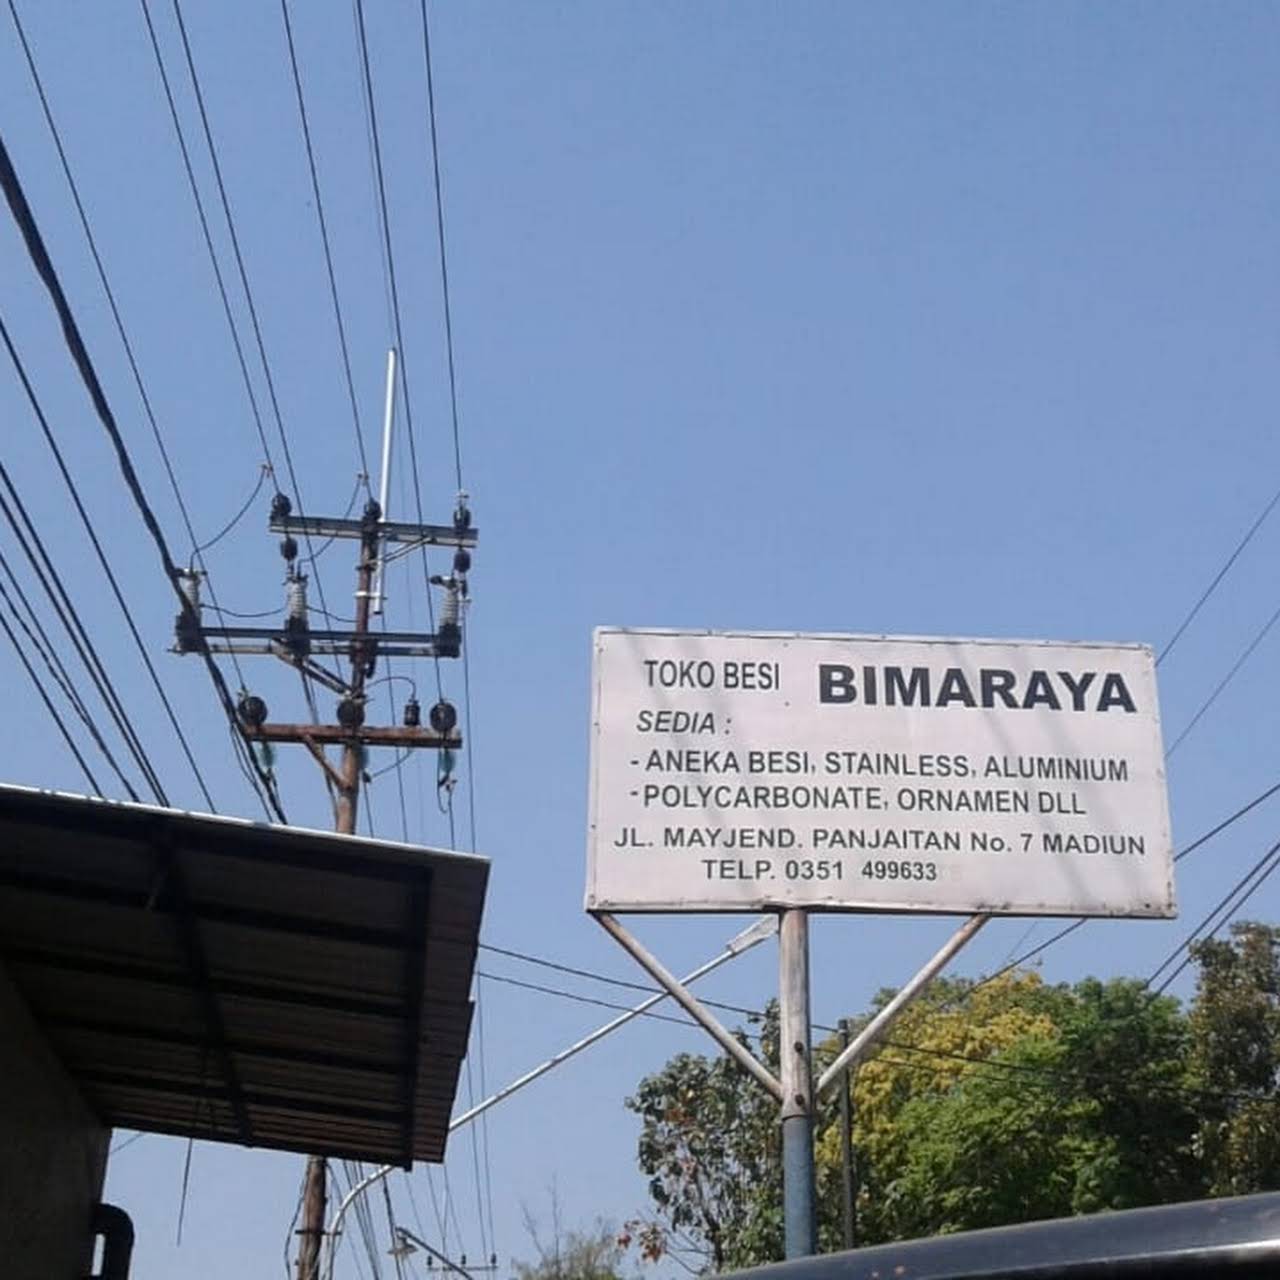 TOKO BESI BIMARAYA
SEDIA :
- ANEKA BESI, STAINLESS, ALUMINIUM
- POLYCARBONATE, ORNAMEN DLL
JL. MAYJEND. PANJAITAN No. 7 MADIUN
TELP. 0351 499633